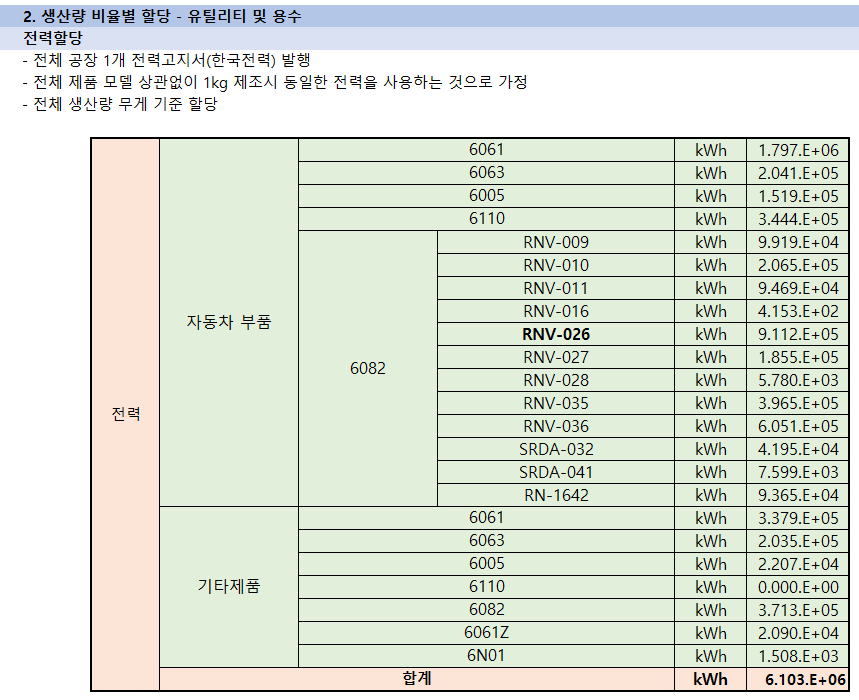 2. 생산량 비율별 할당 - 유틸리티 및 용수
전력할당
- 전체 공장 1개 전력고지서(한국전력) 발행
- 전체 제품 모델 상관없이 1kg 제조시 동일한 전력을 사용하는 것으로 가정
- 전체 생산량 무게 기준 할당
전력
자동차 부품
6061 kWh 1.797.E+06
6063 kWh 2.041.E+05
6005 kWh 1.519.E+05
6110 kWh 3.444.E+05
6082
RNV-009 kWh 9.919.E+04
RNV-010 kWh 2.065.E+05
RNV-011 kWh 9.469.E+04
RNV-016 kWh 4.153.E+02
RNV-026 kWh 9.112.E+05
RNV-027 kWh 1.855.E+05
RNV-028 kWh 5.780.E+03
RNV-035 kWh 3.965.E+05
RNV-036 kWh 6.051.E+05
SRDA-032 kWh 4.195.E+04
SRDA-041 kWh 7.599.E+03
RN-1642 kWh 9.365.E+04
기타제품
6061 kWh 3.379.E+05
6063 kWh 2.035.E+05
6005 kWh 2.207.E+04
6110 kWh 0.000.E+00
6082 kWh 3.713.E+05
6061Z kWh 2.090.E+04
6N01 kWh 1.508.E+03
합계 kWh 6.103.E+06